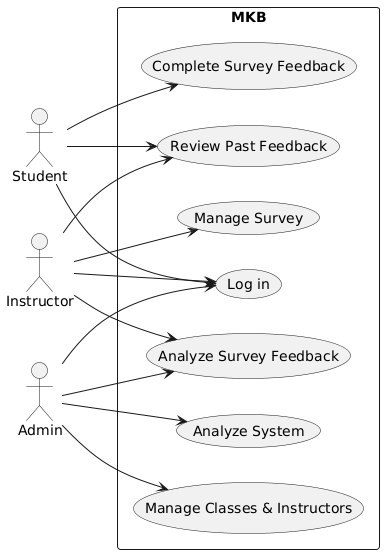 MKB
Complete Survey Feedback
Student
Review Past Feedback
Manage Survey
Instructor
Log in
Analyze Survey Feedback
Admin
Analyze System
Manage Classes & Instructors